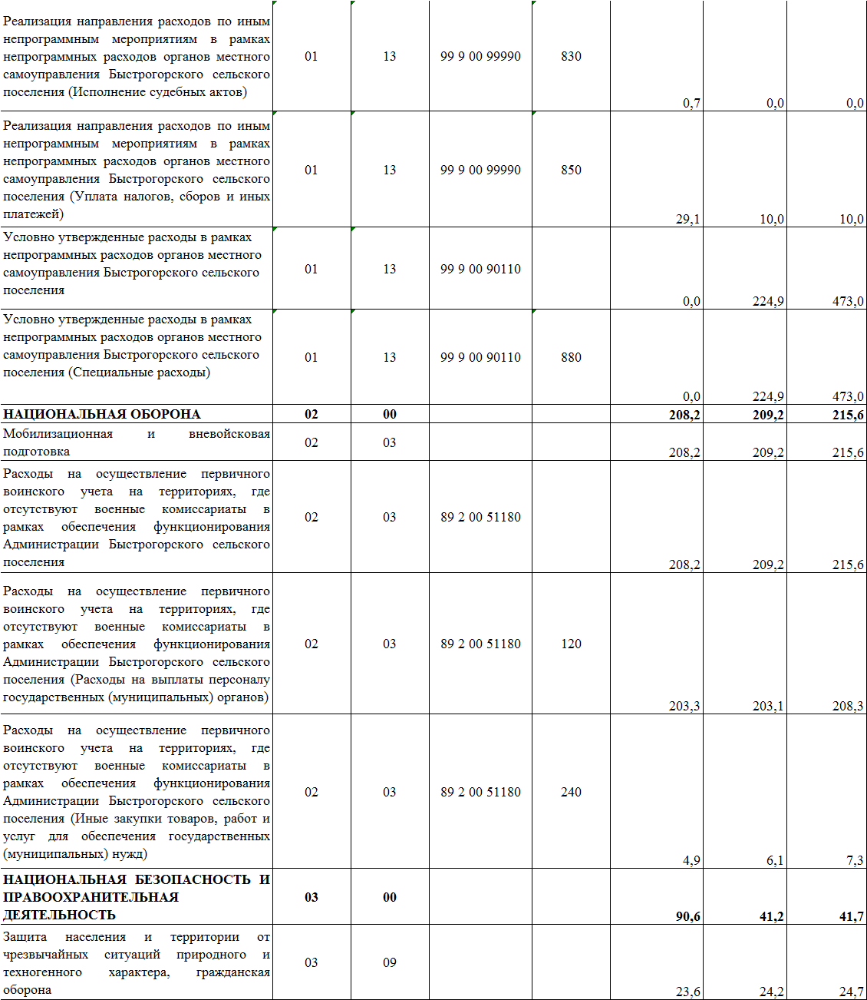 Реализация направления расходов по иным
непрограммным мероприятиям в рамках
непрограммных расходов органов местного
самоуправления Быстрогорского сельского
поселения (Исполнение судебных актов)
01 13 99 9 00 99990 830
0,7 0,0 0,0
Реализация направления расходов по иным
непрограммным мероприятиям в рамках
непрограммных расходов органов местного
самоуправления Быстрогорского сельского
поселения (Уплата налогов, сборов и иных
платежей)
01 13 99 9 00 99990 850
29,1 10,0 10,0
Условно утвержденные расходы в рамках
непрограммных расходов органов местного
самоуправления Быстрогорского сельского
поселения
01 13 99 9 00 90110
0,0 224,9 473,0
Условно утвержденные расходы в рамках
непрограммных расходов органов местного
самоуправления Быстрогорского сельского
поселения (Специальные расходы)
01 13 99 9 00 90110 880
0,0 224,9 473,0
НАЦИОНАЛЬНАЯ ОБОРОНА 02 00 208,2 209,2 215,6
Мобилизационная и вневойсковая
подготовка
02 03
208,2 209,2 215,6
Расходы на осуществление первичного
воинского учета на территориях, где
отсутствуют военные комиссариаты в
рамках обеспечения функционирования
Администрации Быстрогорского сельского
поселения
02 03 89 2 00 51180
208,2 209,2 215,6
Расходы на осуществление первичного
воинского учета на территориях, где
отсутствуют военные комиссариаты в
рамках обеспечения функционирования
Администрации Быстрогорского сельского
поселения (Расходы на выплаты персоналу
государственных (муниципальных) органов)
02 03 89 2 00 51180 120
203,3 203,1 208,3
Расходы на осуществление первичного
воинского учета на территориях, где
отсутствуют военные комиссариаты в
рамках обеспечения функционирования
Администрации Быстрогорского сельского
поселения (Иные закупки товаров, работ и
услуг для обеспечения государственных
(муниципальных) нужд)
02 03 89 2 00 51180 240
4,9 6,1 7,3
НАЦИОНАЛЬНАЯ БЕЗОПАСНОСТЬ И
ПРАВООХРАНИТЕЛЬНАЯ
ДЕЯТЕЛЬНОСТЬ
03 00
90,6 41,2 41,7
Защита населения и территории от
чрезвычайных ситуаций природного и
техногенного характера, гражданская
оборона
03 09
23,6 24,2 24,7